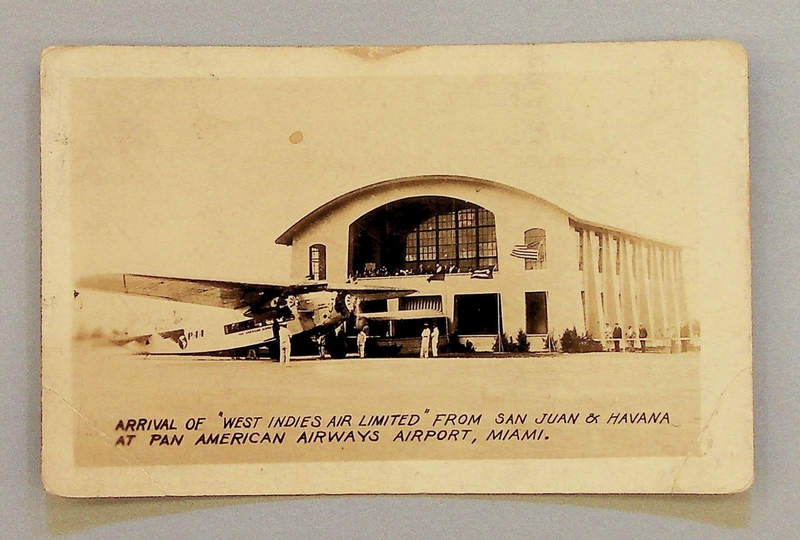 ARRIVAL OF "WEST INDIES AIR LIMITED" FROM SAN JUAN & HAVANA
AT PAN AMERICAN AIRWAYS AIRPORT, MIAMI.